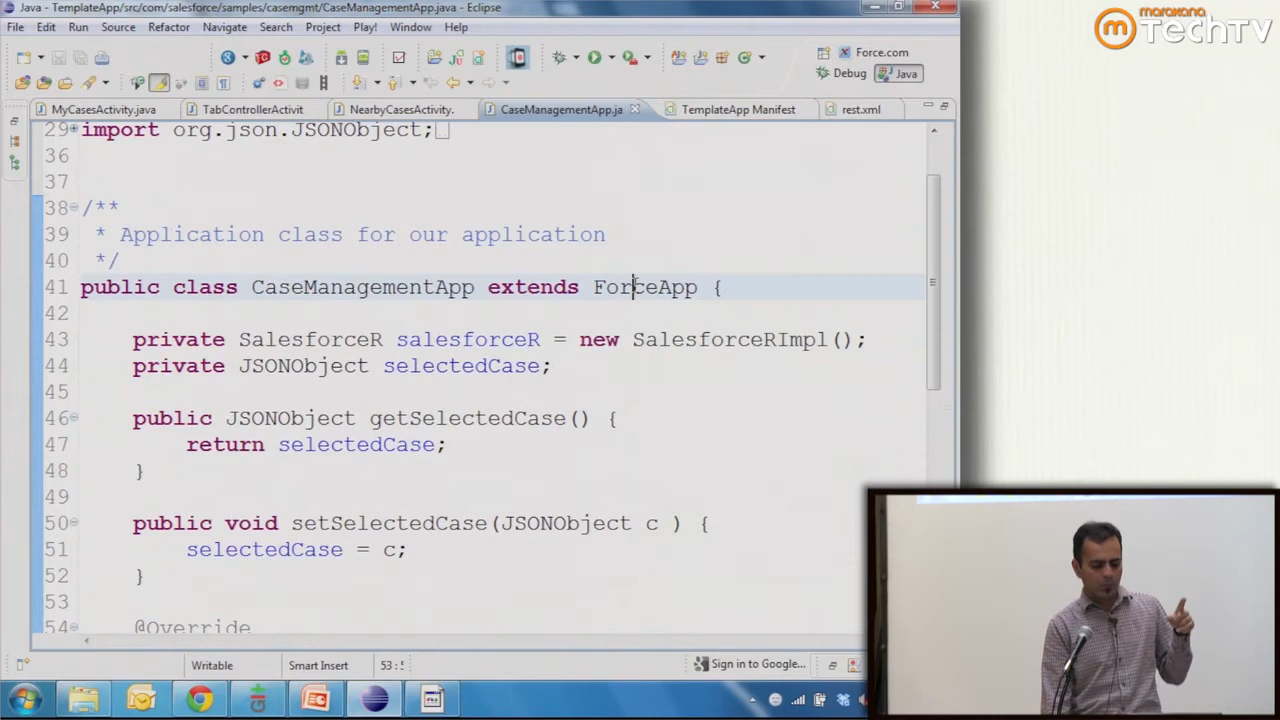 Java - TemplateApp/src/com/salesforce/samples/casemgmt/CaseManagementApp.java - Eclipse
File Edit Run Source Refactor Navigate Search Project Play! Window Help
Force.com
Debug Java
MyCasesActivity.java TabControllerActivit NearbyCasesActivity. CaseManagementApp.ja TemplateApp Manifest rest.xml
29 import org.json.JSONObject;
36
37
38 /**
39 * Application class for our application
40 */
41 public class CaseManagementApp extends ForceApp {
42
43 private SalesforceR salesforceR = new SalesforceRImpl();
44 private JSONObject selectedCase;
45
46 public JSONObject getSelectedCase() {
47 return selectedCase;
48 }
49
50 public void setSelectedCase(JSONObject c ) {
51 selectedCase = c;
52 }
53
54 @Override
Writable Smart Insert 53 : Sign in to Google...
marakana
TechTV